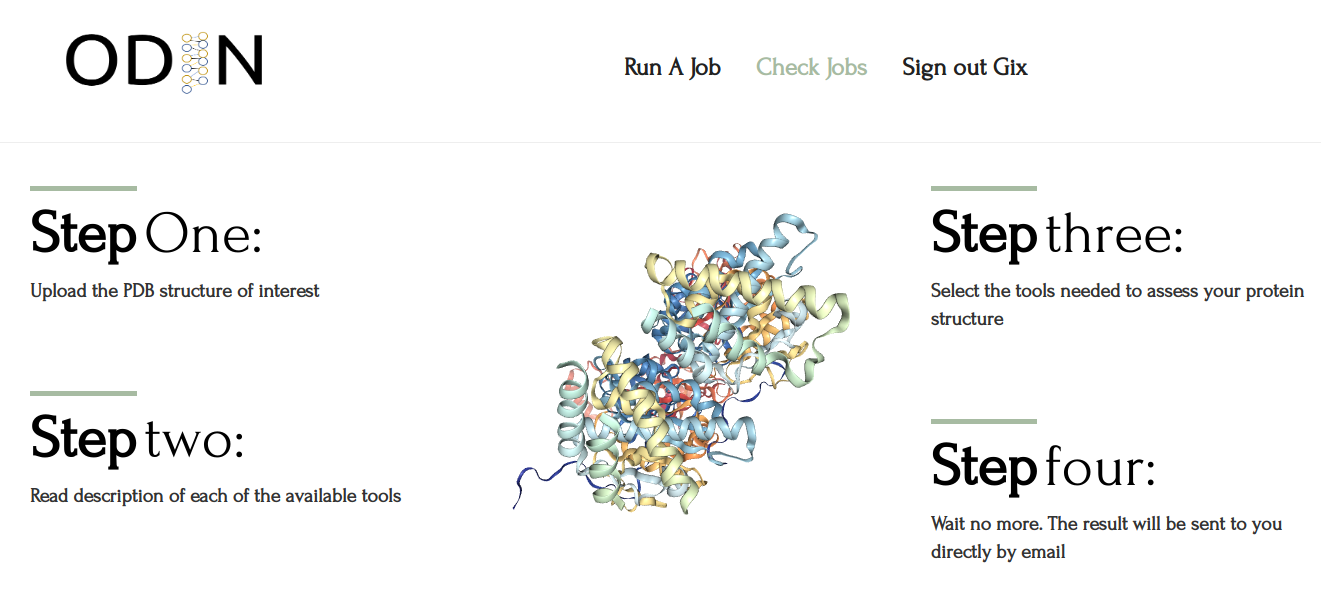 ODIN
Run A Job
Check Jobs
Sign out Gix
Step One:
Upload the PDB structure of interest
Step two:
Read description of each of the available tools
Step three:
Select the tools needed to assess your protein
structure
Step four:
Wait no more. The result will be sent to you
directly by email